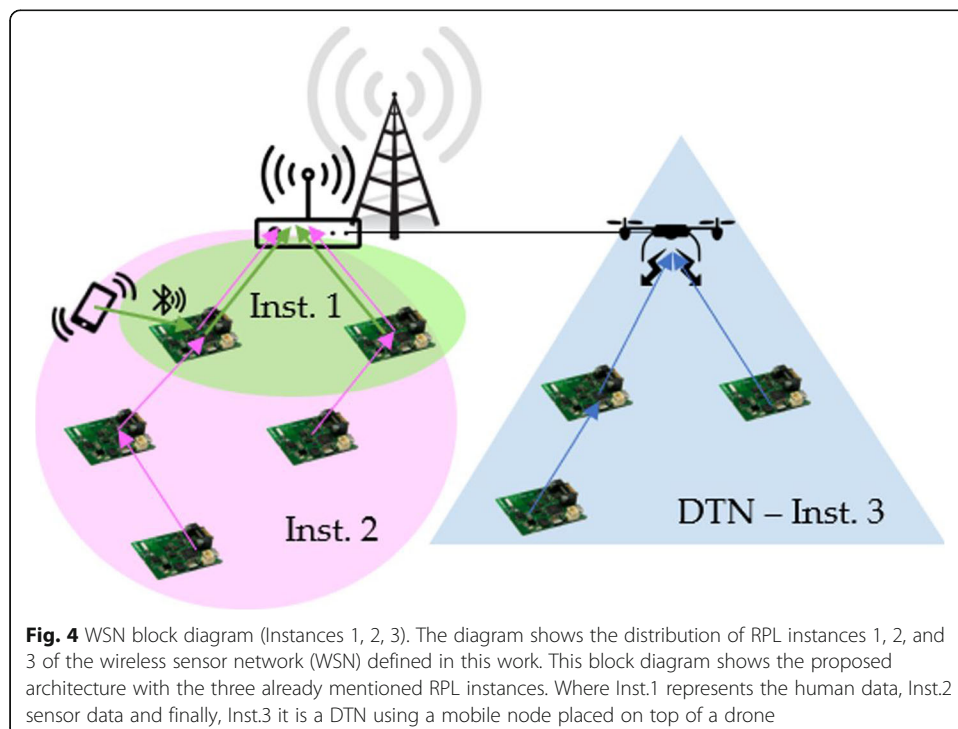 Inst. 1
Inst. 2
DTN – Inst. 3
Fig. 4 WSN block diagram (Instances 1, 2, 3). The diagram shows the distribution of RPL instances 1, 2, and
3 of the wireless sensor network (WSN) defined in this work. This block diagram shows the proposed
architecture with the three already mentioned RPL instances. Where Inst.1 represents the human data, Inst.2
sensor data and finally, Inst.3 it is a DTN using a mobile node placed on top of a drone